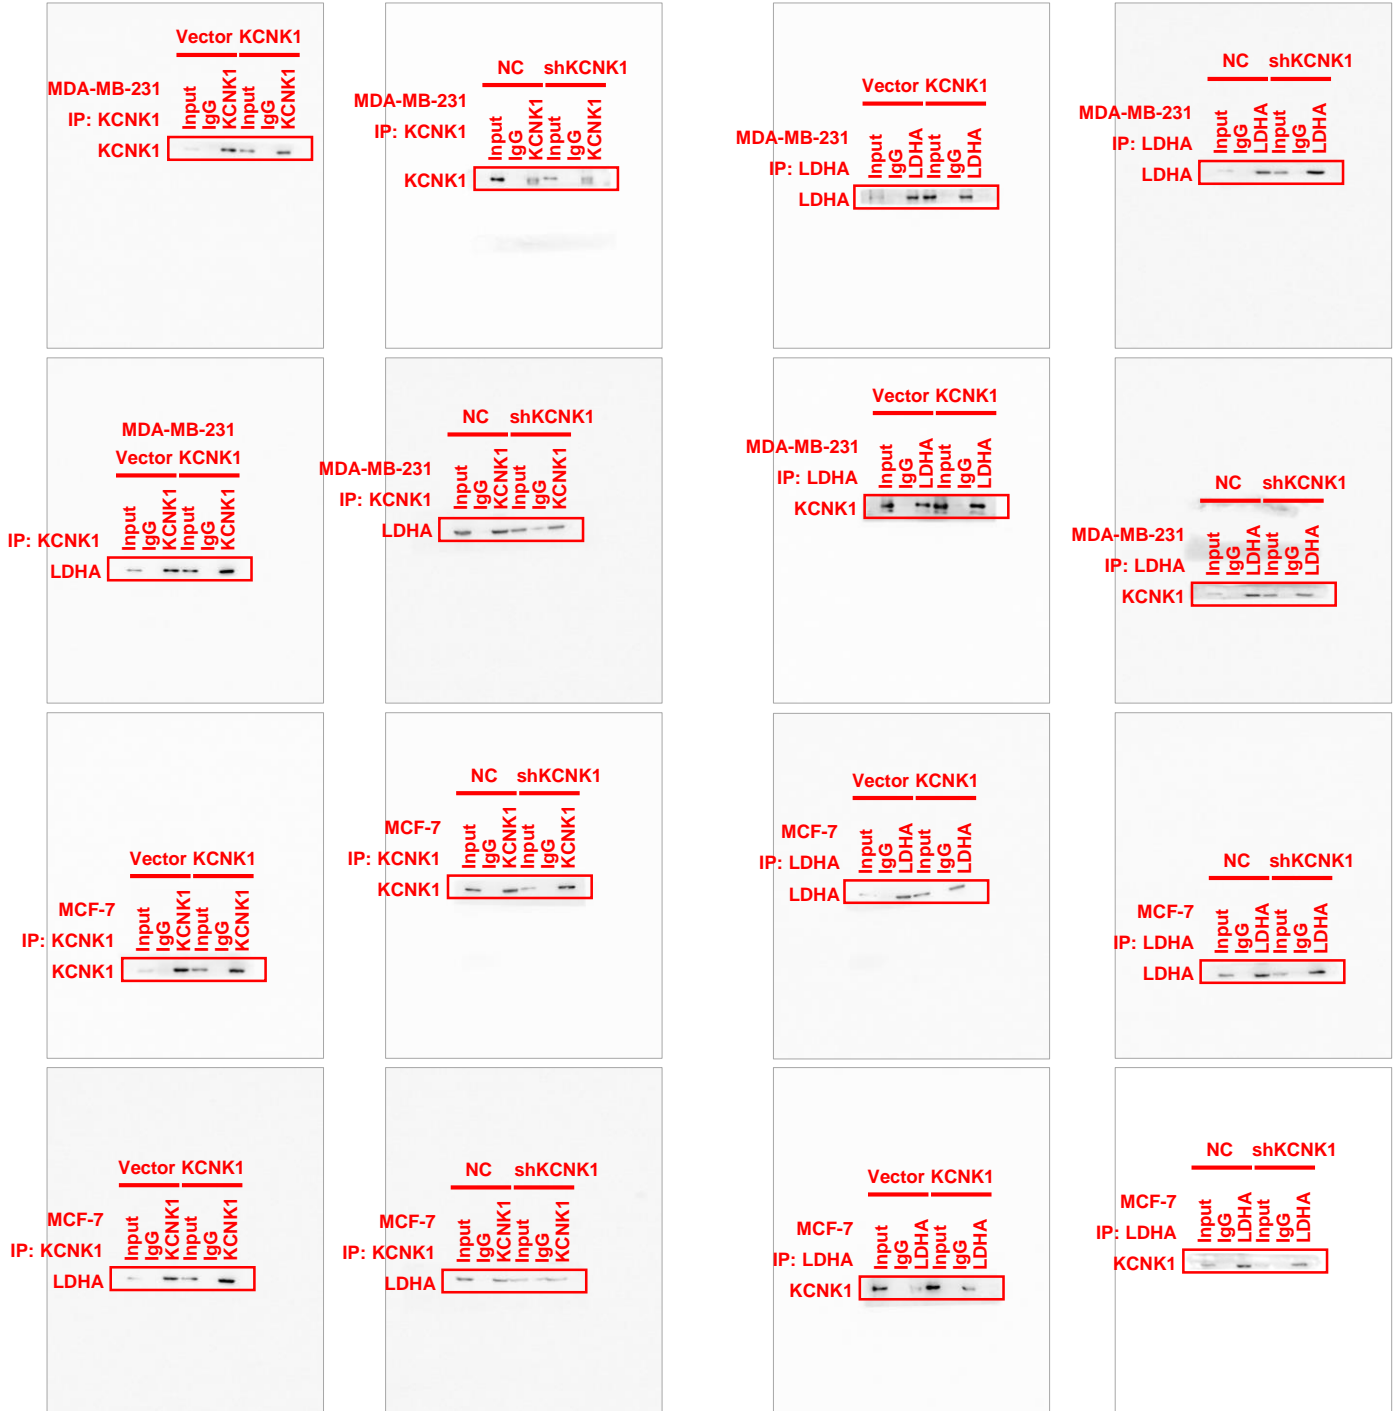 Vector KCNK1
MDA-MB-231
IP: KCNK1
Input IgG KCNK1 Input IgG KCNK1
KCNK1
NC shKCNK1
MDA-MB-231
IP: KCNK1
Input IgG KCNK1 Input IgG KCNK1
KCNK1
Vector KCNK1
MDA-MB-231
IP: LDHA
Input IgG LDHA Input IgG LDHA
LDHA
NC shKCNK1
MDA-MB-231
IP: LDHA
Input IgG LDHA Input IgG LDHA
LDHA
MDA-MB-231
Vector KCNK1
IP: KCNK1
Input IgG KCNK1 Input IgG KCNK1
LDHA
NC shKCNK1
MDA-MB-231
IP: KCNK1
Input IgG KCNK1 Input IgG KCNK1
LDHA
Vector KCNK1
MDA-MB-231
IP: LDHA
Input IgG LDHA Input IgG LDHA
KCNK1
NC shKCNK1
MDA-MB-231
IP: LDHA
Input IgG LDHA Input IgG LDHA
KCNK1
Vector KCNK1
MCF-7
IP: KCNK1
Input IgG KCNK1 Input IgG KCNK1
KCNK1
NC shKCNK1
MCF-7
IP: KCNK1
Input IgG KCNK1 Input IgG KCNK1
KCNK1
Vector KCNK1
MCF-7
IP: LDHA
Input IgG LDHA Input IgG LDHA
LDHA
NC shKCNK1
MCF-7
IP: LDHA
Input IgG LDHA Input IgG LDHA
LDHA
Vector KCNK1
MCF-7
IP: KCNK1
Input IgG KCNK1 Input IgG KCNK1
LDHA
NC shKCNK1
MCF-7
IP: KCNK1
Input IgG KCNK1 Input IgG KCNK1
LDHA
Vector KCNK1
MCF-7
IP: LDHA
Input IgG LDHA Input IgG LDHA
KCNK1
NC shKCNK1
MCF-7
IP: LDHA
Input IgG LDHA Input IgG LDHA
KCNK1